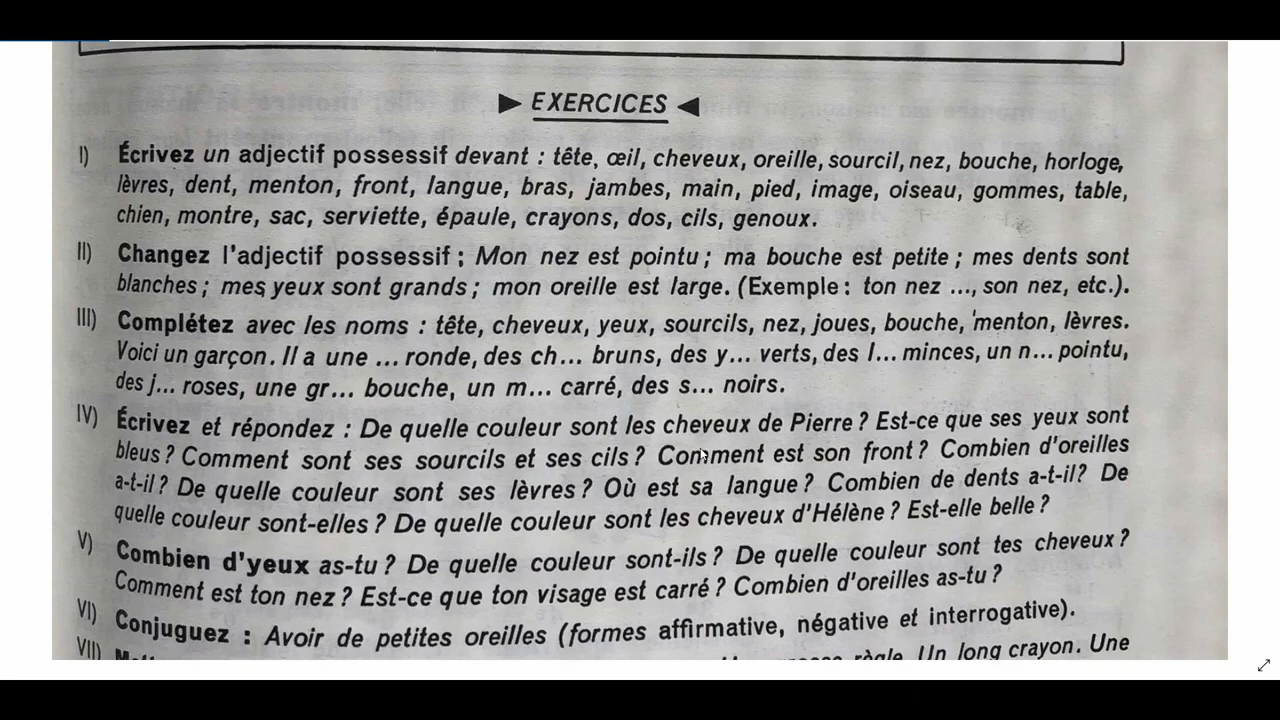 ► EXERCICES ◄
I) Écrivez un adjectif possessif devant : tête, œil, cheveux, oreille, sourcil, nez, bouche, horloge,
lèvres, dent, menton, front, langue, bras, jambes, main, pied, image, oiseau, gommes, table,
chien, montre, sac, serviette, épaule, crayons, dos, cils, genoux.
II) Changez l'adjectif possessif ; Mon nez est pointu ; ma bouche est petite ; mes dents sont
blanches ; mes yeux sont grands ; mon oreille est large. (Exemple : ton nez ..., son nez, etc.).
III) Complétez avec les noms : tête, cheveux, yeux, sourcils, nez, joues, bouche, menton, lèvres.
Voici un garçon. Il a une ... ronde, des ch... bruns, des y... verts, des l... minces, un n... pointu,
des j... roses, une gr... bouche, un m... carré, des s... noirs.
IV) Écrivez et répondez : De quelle couleur sont les cheveux de Pierre ? Est-ce que ses yeux sont
bleus ? Comment sont ses sourcils et ses cils ? Comment est son front ? Combien d'oreilles
a-t-il ? De quelle couleur sont ses lèvres ? Où est sa langue ? Combien de dents a-t-il? De
quelle couleur sont-elles ? De quelle couleur sont les cheveux d'Hélène ? Est-elle belle ?
V) Combien d'yeux as-tu ? De quelle couleur sont-ils ? De quelle couleur sont tes cheveux ?
Comment est ton nez ? Est-ce que ton visage est carré ? Combien d'oreilles as-tu ?
VI) Conjuguez : Avoir de petites oreilles (formes affirmative, négative et interrogative).
VII) règle. Un long crayon. Une